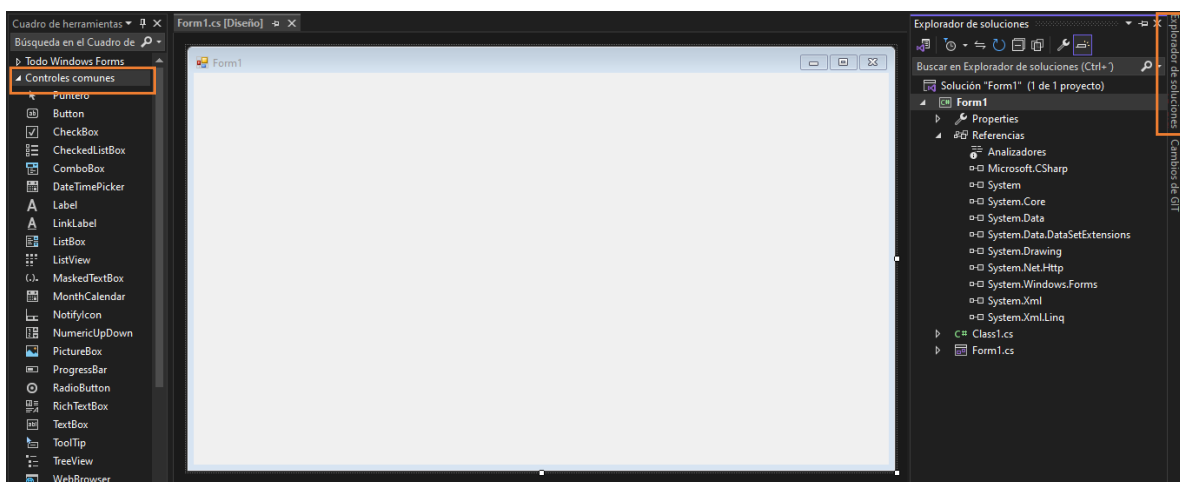 Cuadro de herramientas
Búsqueda en el Cuadro de
Todo Windows Forms
Controles comunes
Puntero
Button
CheckBox
CheckedListBox
ComboBox
DateTimePicker
Label
LinkLabel
ListBox
ListView
MaskedTextBox
MonthCalendar
NotifyIcon
NumericUpDown
PictureBox
ProgressBar
RadioButton
RichTextBox
TextBox
ToolTip
TreeView
WebBrowser
Form1.cs [Diseño]
Form1
Explorador de soluciones
Buscar en Explorador de soluciones (Ctrl+¨)
Solución "Form1" (1 de 1 proyecto)
C# Form1
Properties
Referencias
Analizadores
Microsoft.CSharp
System
System.Core
System.Data
System.Data.DataSetExtensions
System.Drawing
System.Net.Http
System.Windows.Forms
System.Xml
System.Xml.Linq
C# Class1.cs
Form1.cs
Explorador de soluciones
Cambios de GIT